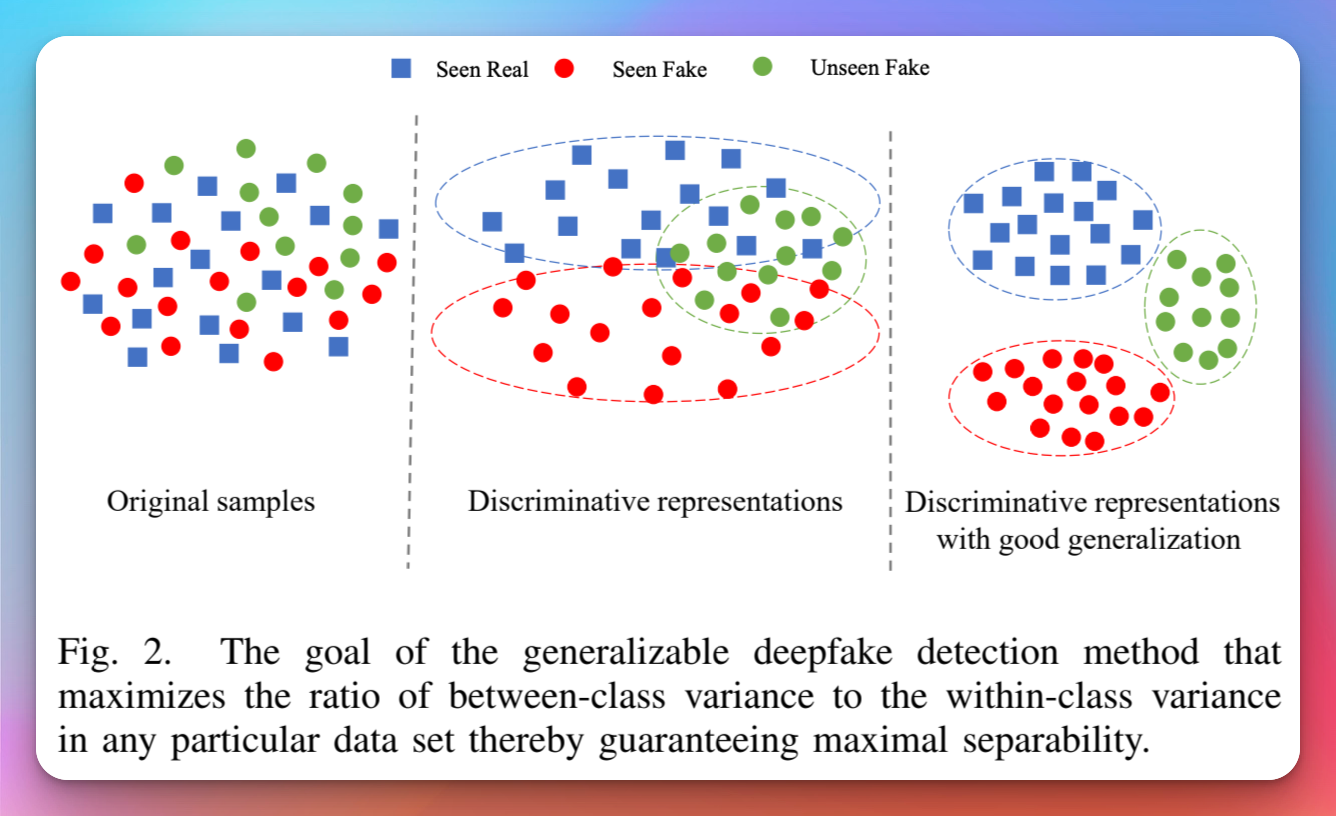 Seen Real Seen Fake Unseen Fake
Original samples
Discriminative representations
Discriminative representations
with good generalization
Fig. 2. The goal of the generalizable deepfake detection method that
maximizes the ratio of between-class variance to the within-class variance
in any particular data set thereby guaranteeing maximal separability.